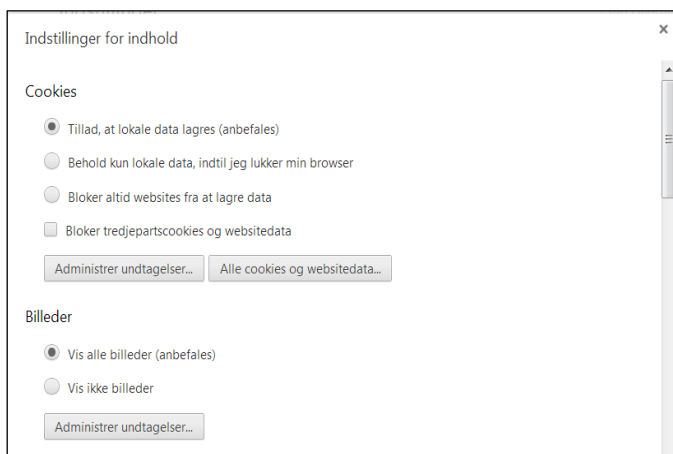 Indstillinger for indhold
Cookies
Tillad, at lokale data lagres (anbefales)
Behold kun lokale data, indtil jeg lukker min browser
Bloker altid websites fra at lagre data
Bloker tredjepartscookies og websitedata
Administrer undtagelser... Alle cookies og websitedata...
Billeder
Vis alle billeder (anbefales)
Vis ikke billeder
Administrer undtagelser...